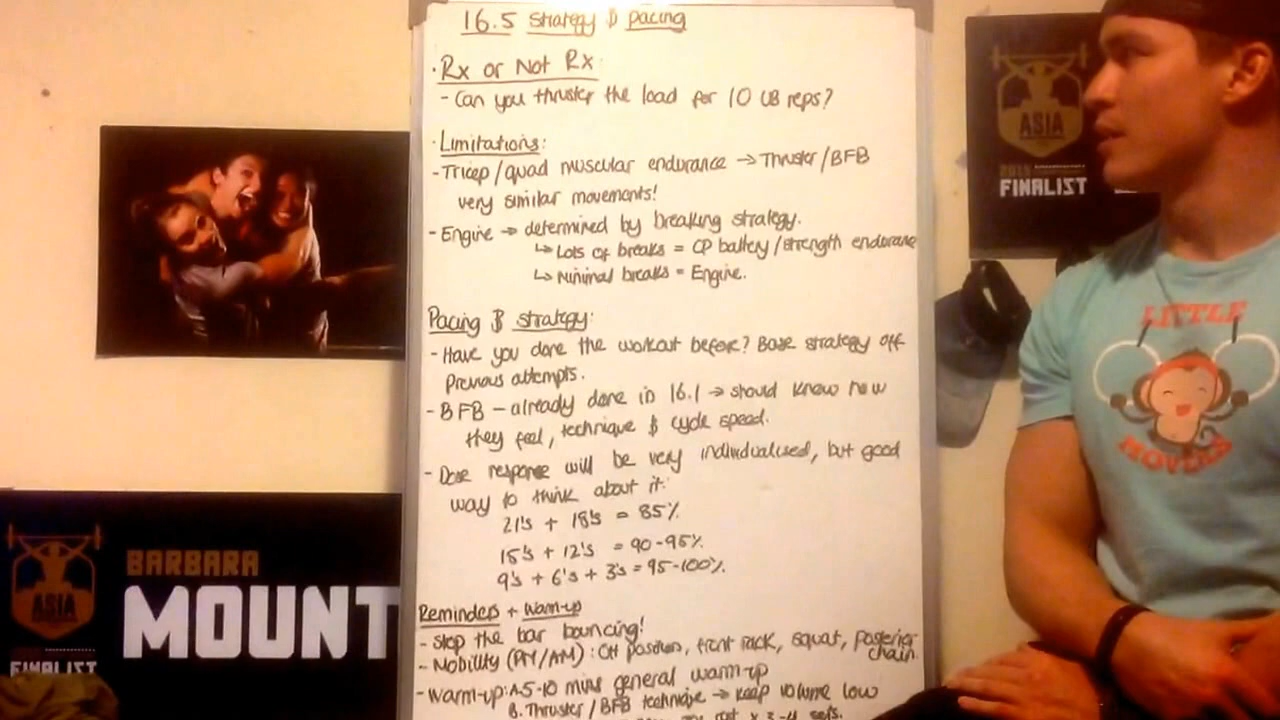 16.5 Strategy & pacing
· Rx or Not Rx:
- Can you thruster the load for 10 UB reps?
· Limitations:
- Tricep/quad muscular endurance → Thruster/BFB
very similar movements!
- Engine → determined by breaking strategy.
↳ Lots of breaks = CP battery/strength endurance
↳ Minimal breaks = Engine.
Pacing & strategy:
- Have you done the workout before? Base strategy off
previous attempts.
- BFB - already done in 16.1 → should know how
they feel, technique & cycle speed.
- Dose response will be very individualised, but good
way to think about it:
21's + 18's = 85%
15's + 12's = 90-95%
9's + 6's + 3's = 95-100%
Reminders + Warm-up
- Stop the bar bouncing!
- Mobility (PM/AM): OH position, front rack, squat, posterior
chain.
- Warm-up: A. 5-10 mins general warm-up
B. Thruster/BFB technique → keep volume low
rest x 3-4 sets.
ASIA
FINALIST
BARBARA
MOUNT
ASIA
FINALIST
LITTLE
MOVERS